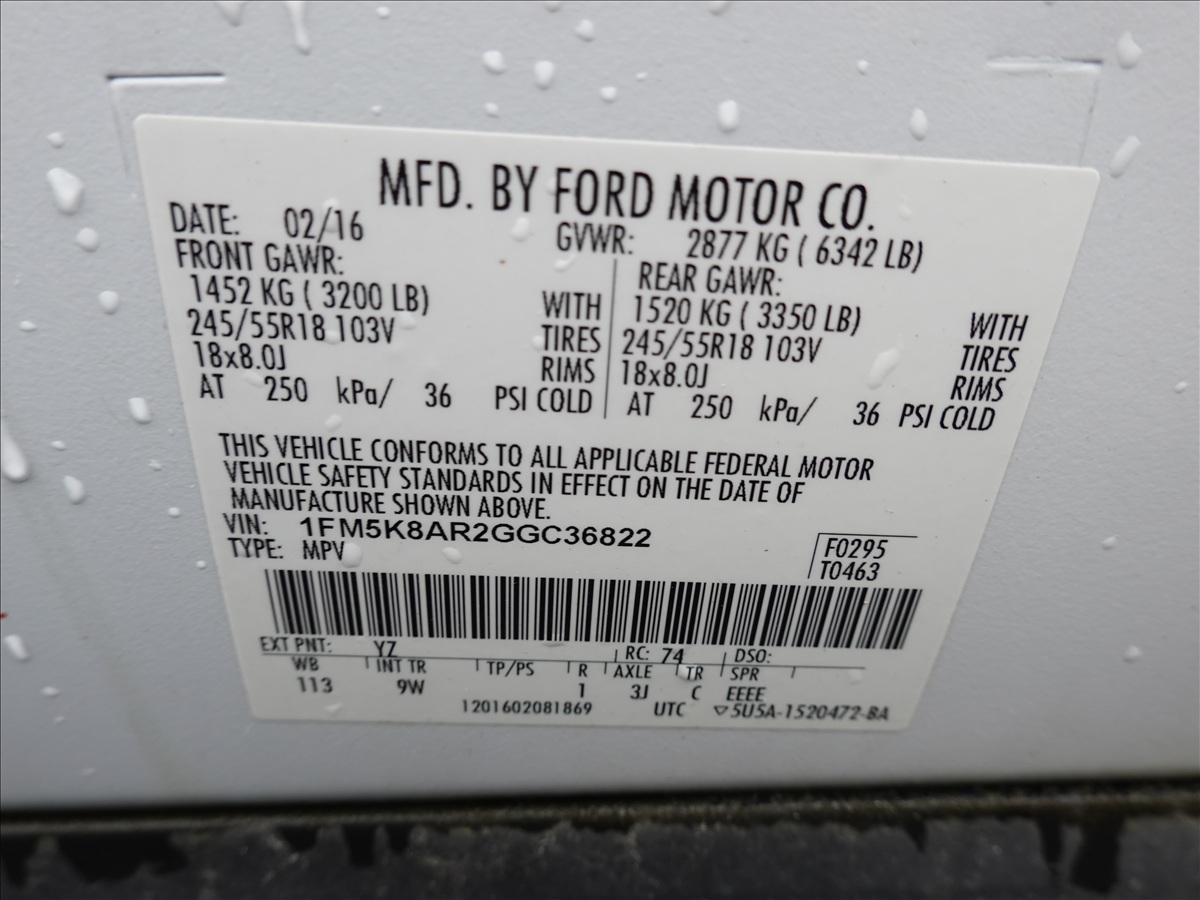 MFD. BY FORD MOTOR CO.
DATE: 02/16 GVWR: 2877 KG ( 6342 LB)
FRONT GAWR: REAR GAWR:
1452 KG ( 3200 LB) WITH 1520 KG ( 3350 LB) WITH
245/55R18 103V TIRES 245/55R18 103V TIRES
18x8.0J RIMS 18x8.0J RIMS
AT 250 kPa/ 36 PSI COLD AT 250 kPa/ 36 PSI COLD
THIS VEHICLE CONFORMS TO ALL APPLICABLE FEDERAL MOTOR
VEHICLE SAFETY STANDARDS IN EFFECT ON THE DATE OF
MANUFACTURE SHOWN ABOVE.
VIN: 1FM5K8AR2GGC36822
TYPE: MPV
F0295
T0463
EXT PNT: YZ RC: 74 DSO:
WB INT TR TP/PS R AXLE TR SPR
113 9W 1 3J C EEEE
1201602081869 UTC ▽5U5A-1520472-BA